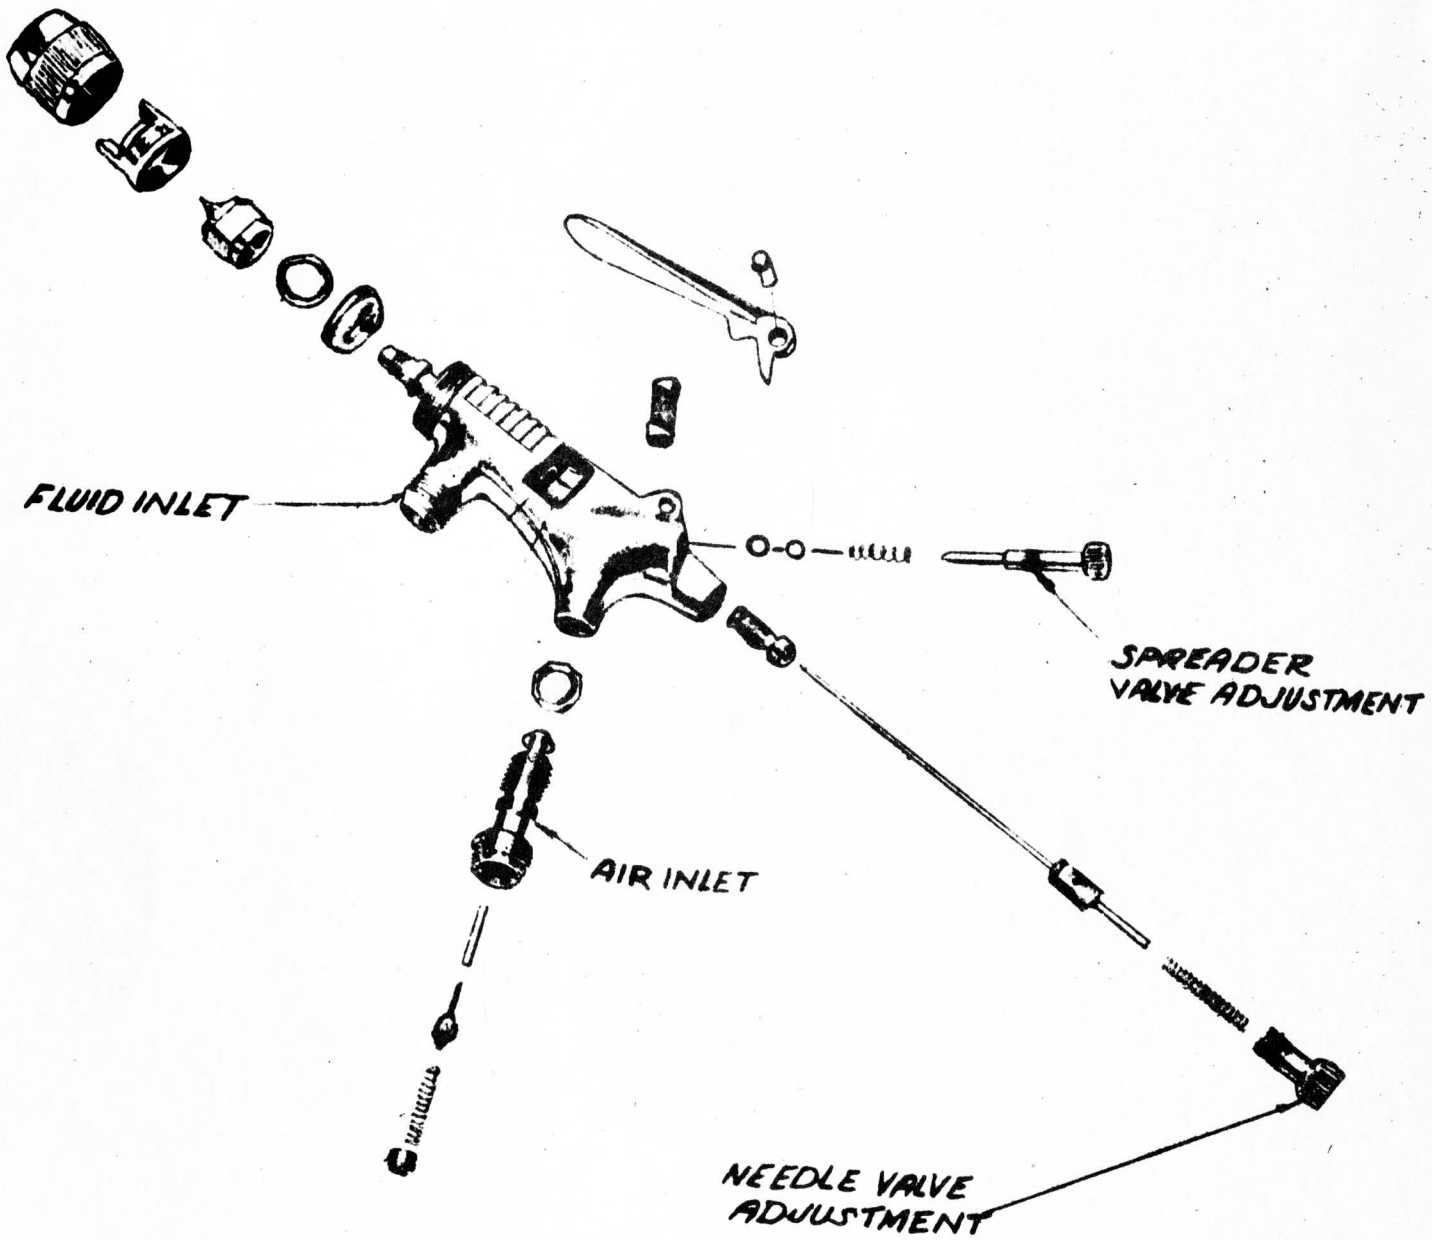 FLUID INLET
SPREADER
VALVE ADJUSTMENT
AIR INLET
NEEDLE VALVE
ADJUSTMENT